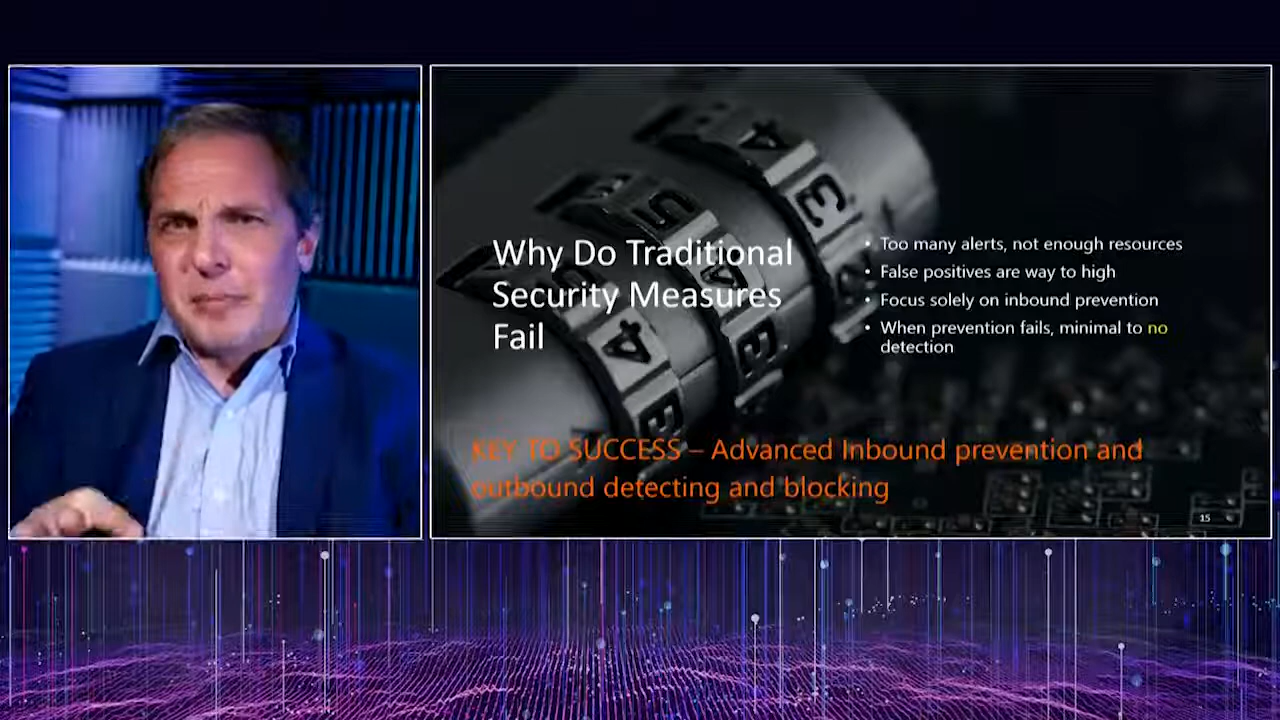 Why Do Traditional
Security Measures
Fail
• Too many alerts, not enough resources
• False positives are way to high
• Focus solely on inbound prevention
• When prevention fails, minimal to no
detection
KEY TO SUCCESS – Advanced Inbound prevention and
outbound detecting and blocking
15